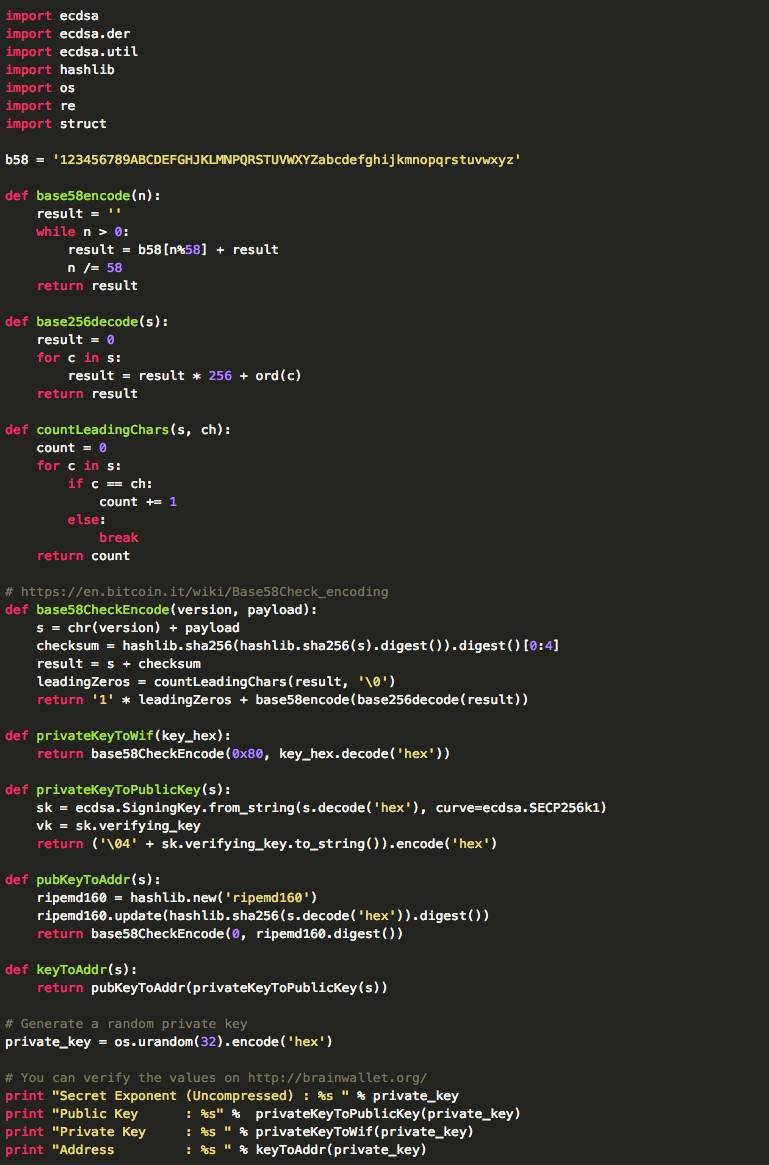 import ecdsa
import ecdsa.der
import ecdsa.util
import hashlib
import os
import re
import struct

b58 = '123456789ABCDEFGHJKLMNPQRSTUVWXYZabcdefghijkmnopqrstuvwxyz'

def base58encode(n):
    result = ''
    while n > 0:
        result = b58[n%58] + result
        n /= 58
    return result

def base256decode(s):
    result = 0
    for c in s:
        result = result * 256 + ord(c)
    return result

def countLeadingChars(s, ch):
    count = 0
    for c in s:
        if c == ch:
            count += 1
        else:
            break
    return count

# https://en.bitcoin.it/wiki/Base58Check_encoding
def base58CheckEncode(version, payload):
    s = chr(version) + payload
    checksum = hashlib.sha256(hashlib.sha256(s).digest()).digest()[0:4]
    result = s + checksum
    leadingZeros = countLeadingChars(result, '\0')
    return '1' * leadingZeros + base58encode(base256decode(result))

def privateKeyToWif(key_hex):
    return base58CheckEncode(0x80, key_hex.decode('hex'))

def privateKeyToPublicKey(s):
    sk = ecdsa.SigningKey.from_string(s.decode('hex'), curve=ecdsa.SECP256k1)
    vk = sk.verifying_key
    return ('\04' + sk.verifying_key.to_string()).encode('hex')

def pubKeyToAddr(s):
    ripemd160 = hashlib.new('ripemd160')
    ripemd160.update(hashlib.sha256(s.decode('hex')).digest())
    return base58CheckEncode(0, ripemd160.digest())

def keyToAddr(s):
    return pubKeyToAddr(privateKeyToPublicKey(s))

# Generate a random private key
private_key = os.urandom(32).encode('hex')

# You can verify the values on http://brainwallet.org/
print "Secret Exponent (Uncompressed) : %s " % private_key
print "Public Key      : %s" %  privateKeyToPublicKey(private_key)
print "Private Key     : %s " % privateKeyToWif(private_key)
print "Address         : %s " % keyToAddr(private_key)